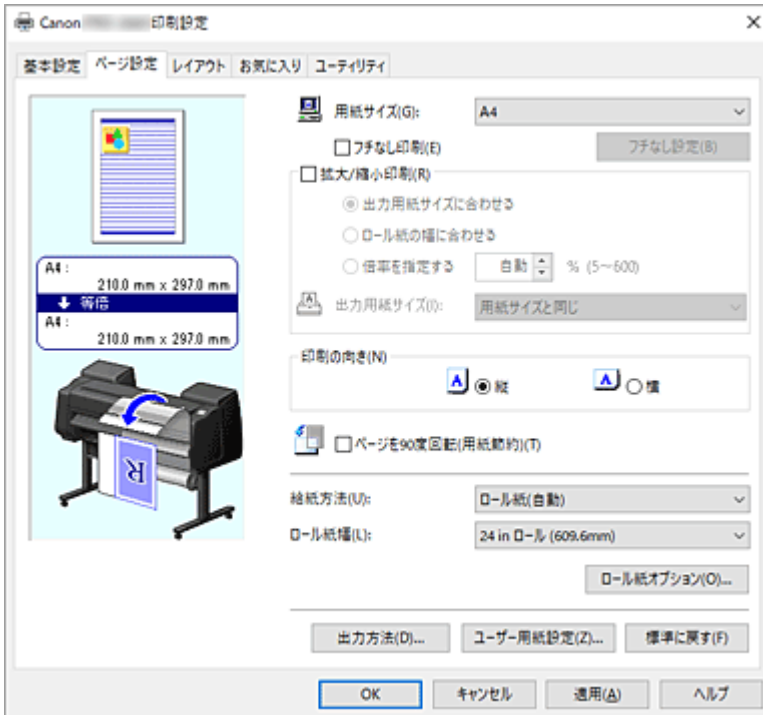 Canon 印刷設定
基本設定 ページ設定 レイアウト お気に入り ユーティリティ
用紙サイズ(G): A4
フチなし印刷(E) フチなし設定(B)
拡大/縮小印刷(R)
出力用紙サイズに合わせる
ロール紙の幅に合わせる
倍率を指定する 自動 % (5～600)
出力用紙サイズ(I): 用紙サイズと同じ
A4 :
210.0 mm x 297.0 mm
等倍
A4 :
210.0 mm x 297.0 mm
印刷の向き(N)
A 縦 A 横
R
ページを90度回転(用紙節約)(T)
給紙方法(U): ロール紙(自動)
ロール紙幅(L): 24 in ロール (609.6mm)
ロール紙オプション(O)...
出力方法(D)... ユーザー用紙設定(Z)... 標準に戻す(F)
OK キャンセル 適用(A) ヘルプ